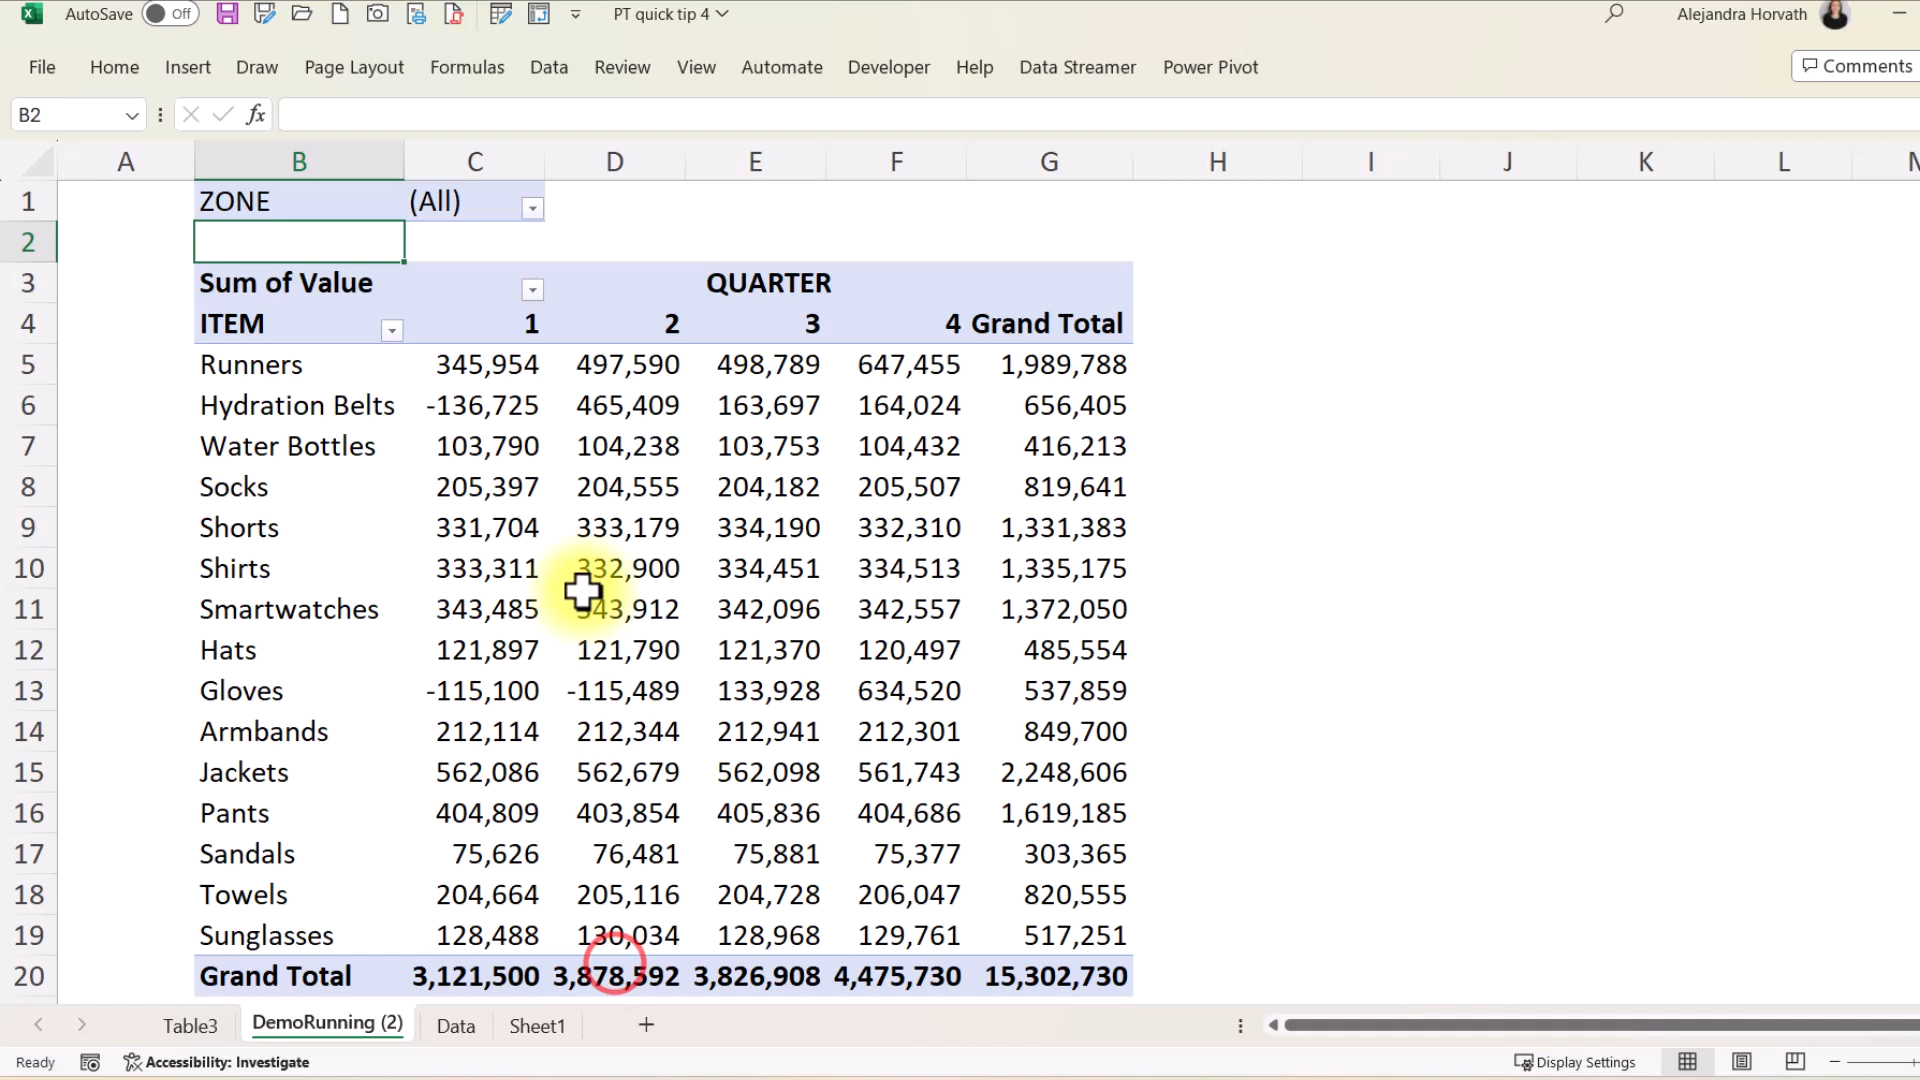 AutoSave Off PT quick tip 4 Alejandra Horvath
File Home Insert Draw Page Layout Formulas Data Review View Automate Developer Help Data Streamer Power Pivot Comments
B2 fx
A B C D E F G H I J K L
1 ZONE (All)
2
3 Sum of Value QUARTER
4 ITEM 1 2 3 4 Grand Total
5 Runners 345,954 497,590 498,789 647,455 1,989,788
6 Hydration Belts -136,725 465,409 163,697 164,024 656,405
7 Water Bottles 103,790 104,238 103,753 104,432 416,213
8 Socks 205,397 204,555 204,182 205,507 819,641
9 Shorts 331,704 333,179 334,190 332,310 1,331,383
10 Shirts 333,311 332,900 334,451 334,513 1,335,175
11 Smartwatches 343,485 343,912 342,096 342,557 1,372,050
12 Hats 121,897 121,790 121,370 120,497 485,554
13 Gloves -115,100 -115,489 133,928 634,520 537,859
14 Armbands 212,114 212,344 212,941 212,301 849,700
15 Jackets 562,086 562,679 562,098 561,743 2,248,606
16 Pants 404,809 403,854 405,836 404,686 1,619,185
17 Sandals 75,626 76,481 75,881 75,377 303,365
18 Towels 204,664 205,116 204,728 206,047 820,555
19 Sunglasses 128,488 130,034 128,968 129,761 517,251
20 Grand Total 3,121,500 3,878,592 3,826,908 4,475,730 15,302,730
Table3 DemoRunning (2) Data Sheet1
Ready Accessibility: Investigate Display Settings